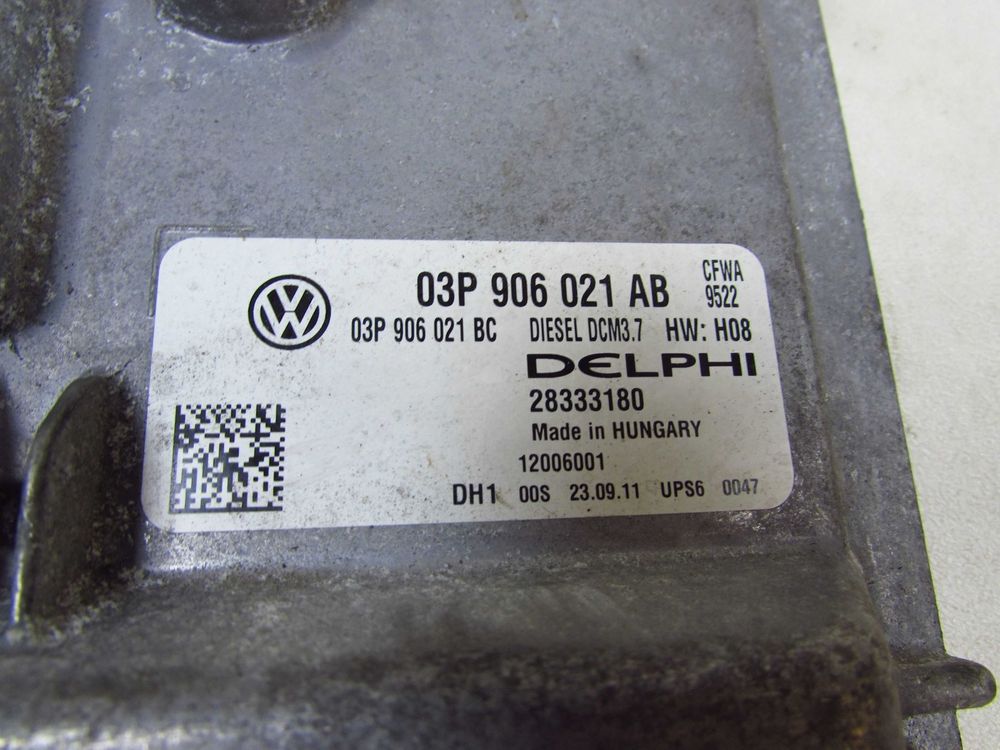 03P 906 021 AB CFWA
9522
03P 906 021 BC DIESEL DCM3.7 HW: H08
DELPHI
28333180
Made in HUNGARY
12006001
DH1 00S 23.09.11 UPS6 0047